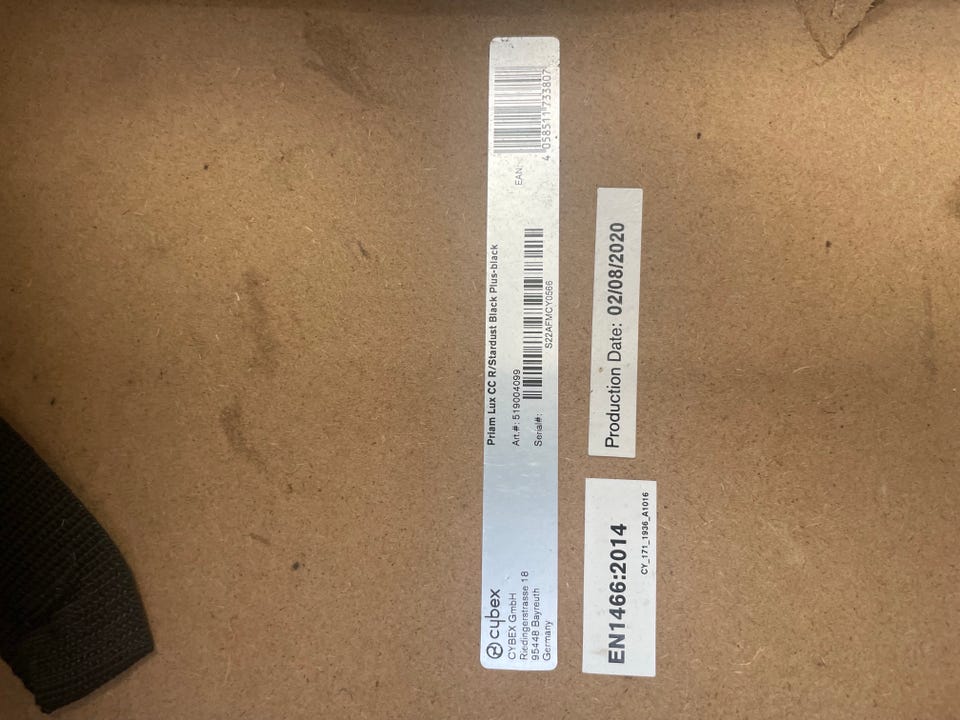 cybex
CYBEX GmbH
Riedingerstrasse 18
95448 Bayreuth
Germany
Priam Lux CC R/Stardust Black Plus-black
Art.#: 519004099
Serial#:
S22AFMCY0566
EAN:
4 058511 733807
EN1466:2014
CY_171_1936_A1016
Production Date: 02/08/2020